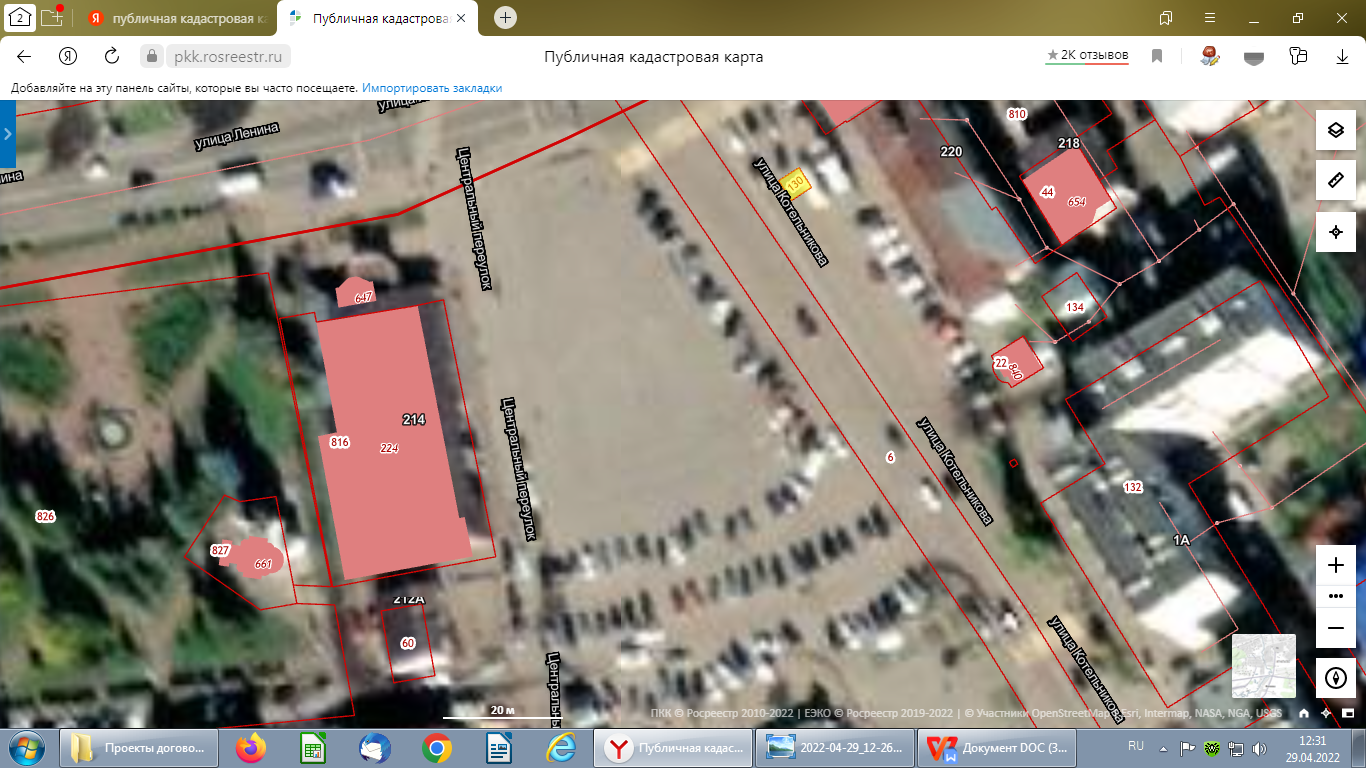 2
публичная кадастровая к
Публичная кадастрова
pkk.rosreestr.ru
Публичная кадастровая карта
2K отзывов
Добавляйте на эту панель сайты, которые вы часто посещаете. Импортировать закладки
улица Ленина
Центральный переулок
улица Котельникова
130
220
810
218
44
654
647
134
22
840
214
816
224
Центральный переулок
улица Котельникова
6
132
1А
826
827
661
212А
60
улица Котельникова
20 м
ПКК © Росреестр 2010-2022 | ЕЭКО © Росреестр 2019-2022 | © Участники OpenStreetMap, Esri, Intermap, NASA, NGA, USGS
Проекты догово...
Публичная кадас...
2022-04-29_12-26...
Документ DOC (3...
RU
12:31
29.04.2022